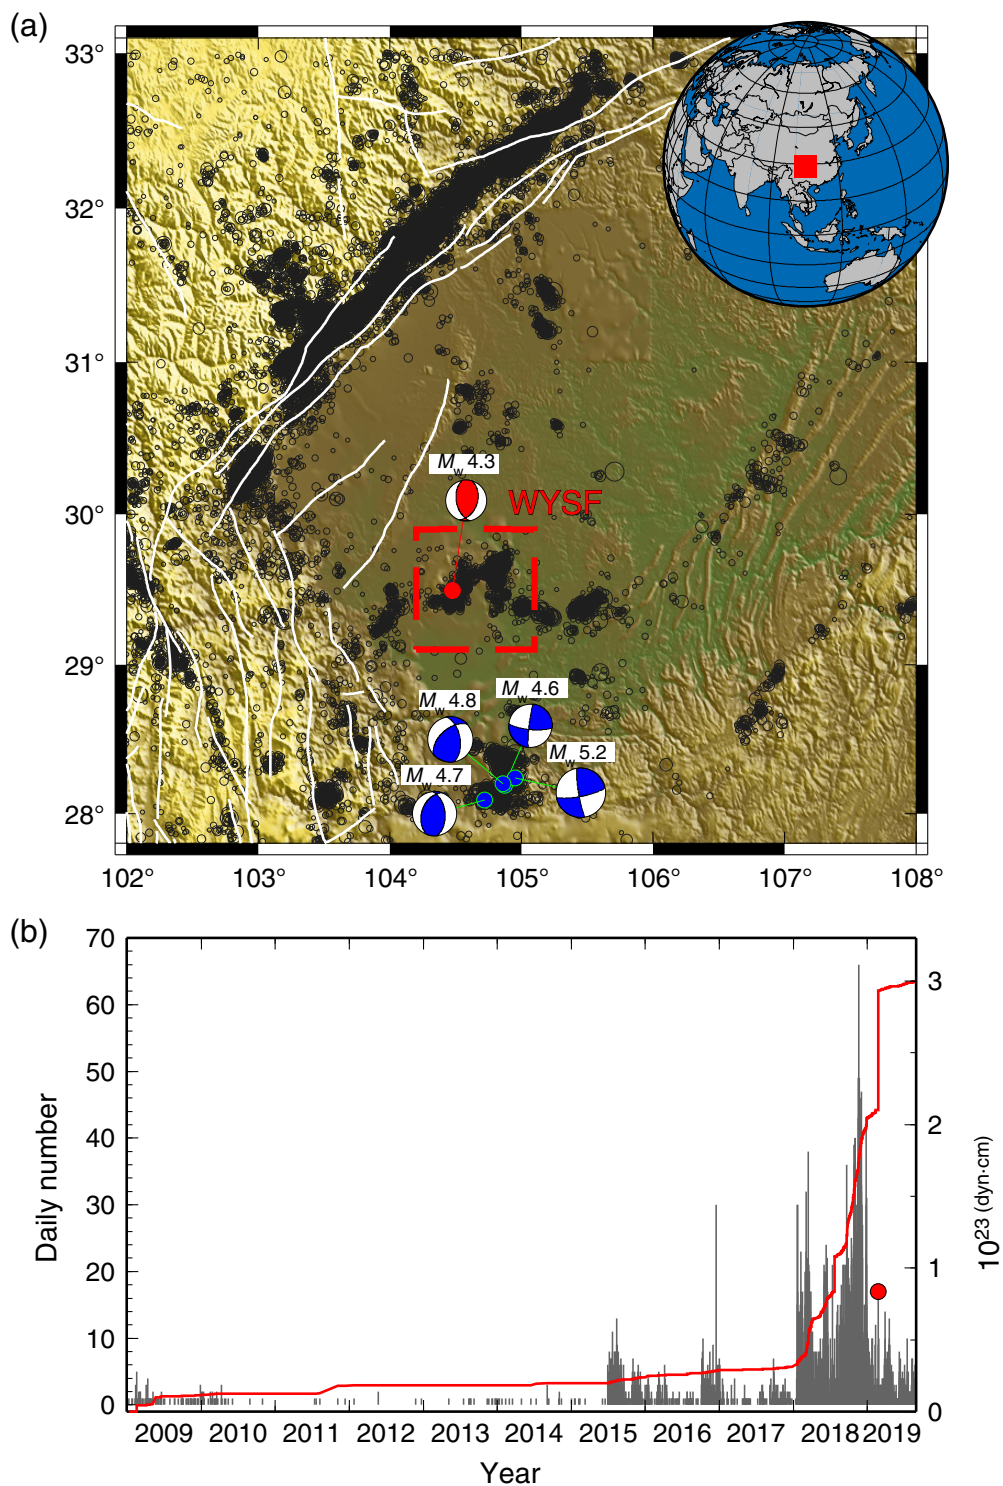 (a)
33°
32°
31°
30°
29°
28°
102° 103° 104° 105° 106° 107° 108°
Mw 4.3
WYSF
Mw 4.8
Mw 4.6
Mw 5.2
Mw 4.7
(b)
70
60
50
40
30
20
10
0
Daily number
3
2
1
0
10²³ (dyn·cm)
2009 2010 2011 2012 2013 2014 2015 2016 2017 2018 2019
Year